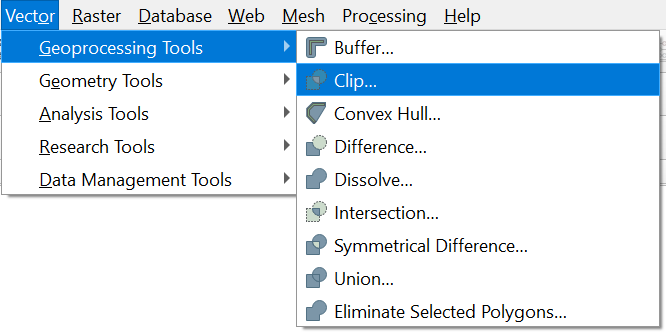 Vector Raster Database Web Mesh Processing Help
Geoprocessing Tools
Geometry Tools
Analysis Tools
Research Tools
Data Management Tools
Buffer...
Clip...
Convex Hull...
Difference...
Dissolve...
Intersection...
Symmetrical Difference...
Union...
Eliminate Selected Polygons...